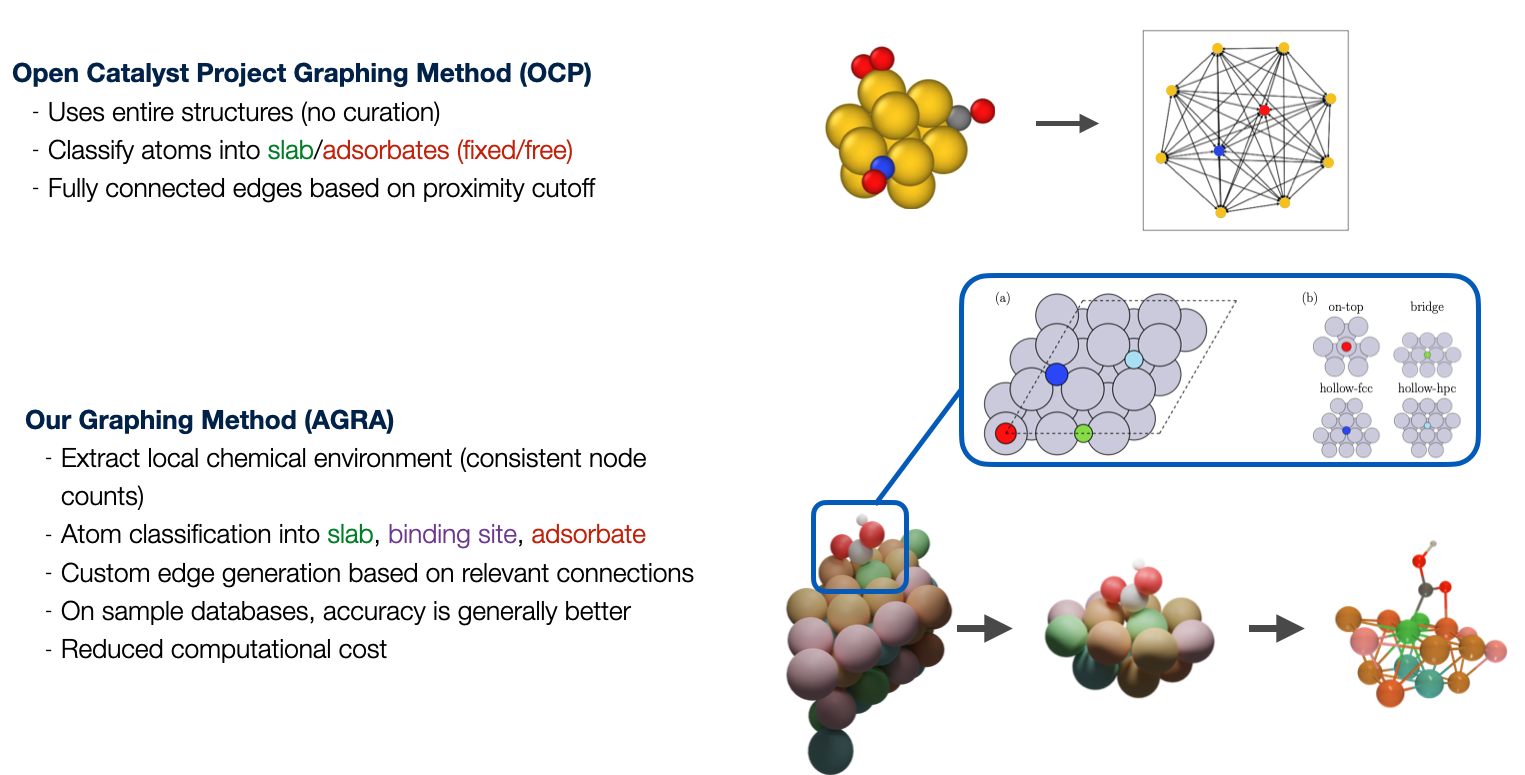 Open Catalyst Project Graphing Method (OCP)
- Uses entire structures (no curation)
- Classify atoms into slab/adsorbates (fixed/free)
- Fully connected edges based on proximity cutoff
(a)
(b)
on-top
bridge
hollow-fcc
hollow-hpc
Our Graphing Method (AGRA)
- Extract local chemical environment (consistent node
counts)
- Atom classification into slab, binding site, adsorbate
- Custom edge generation based on relevant connections
- On sample databases, accuracy is generally better
- Reduced computational cost